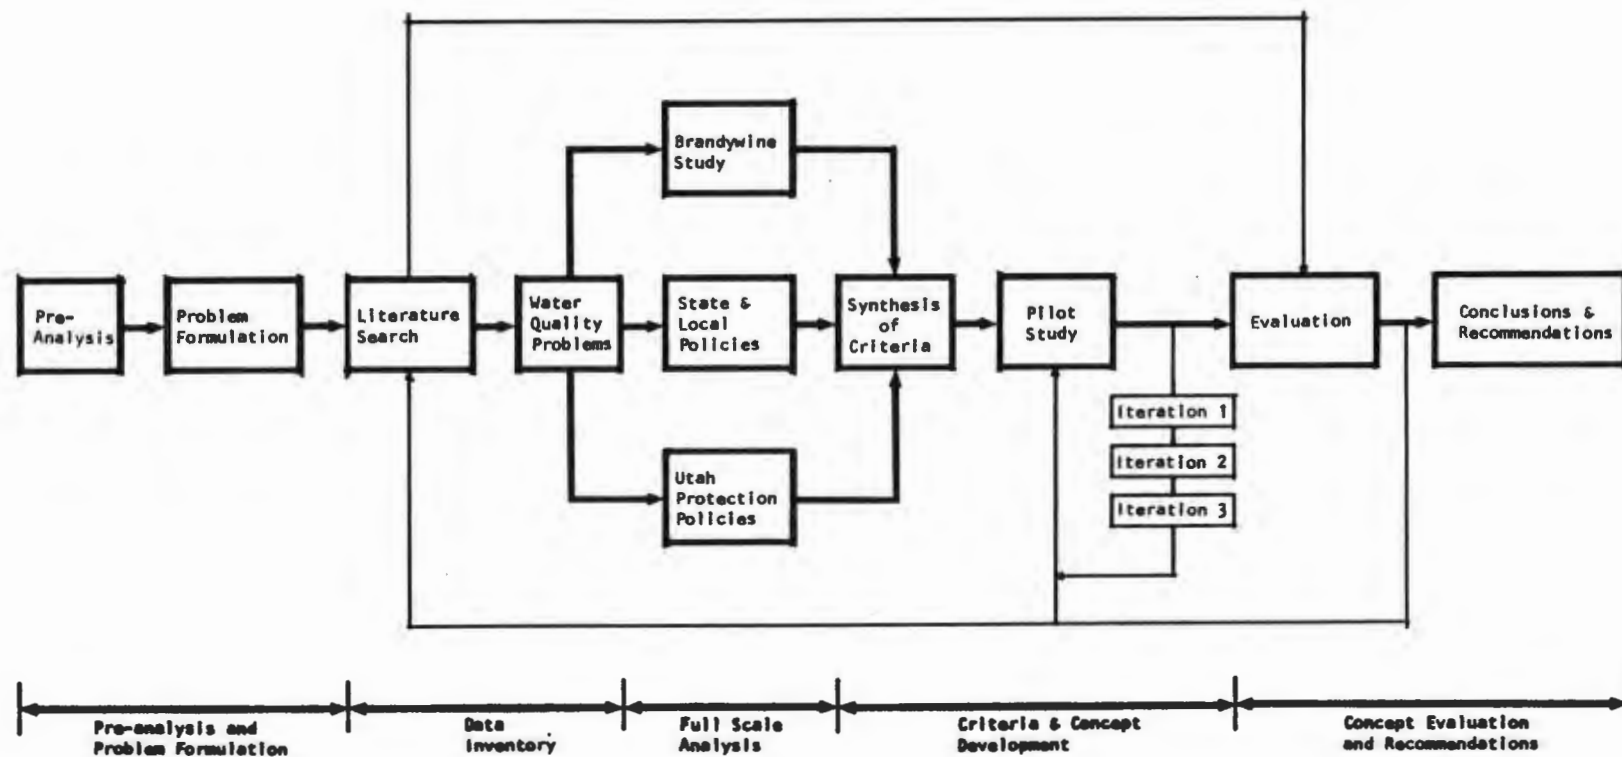 Brandywine
Study
Pre-
Analysis
Problem
Formulation
Literature
Search
Water
Quality
Problems
State &
Local
Policies
Synthesis
of
Criteria
Pilot
Study
Evaluation
Conclusions &
Recommendations
Iteration 1
Iteration 2
Iteration 3
Utah
Protection
Policies
Pre-analysis and
Problem Formulation
Data
Inventory
Full Scale
Analysis
Criteria & Concept
Development
Concept Evaluation
and Recommendations